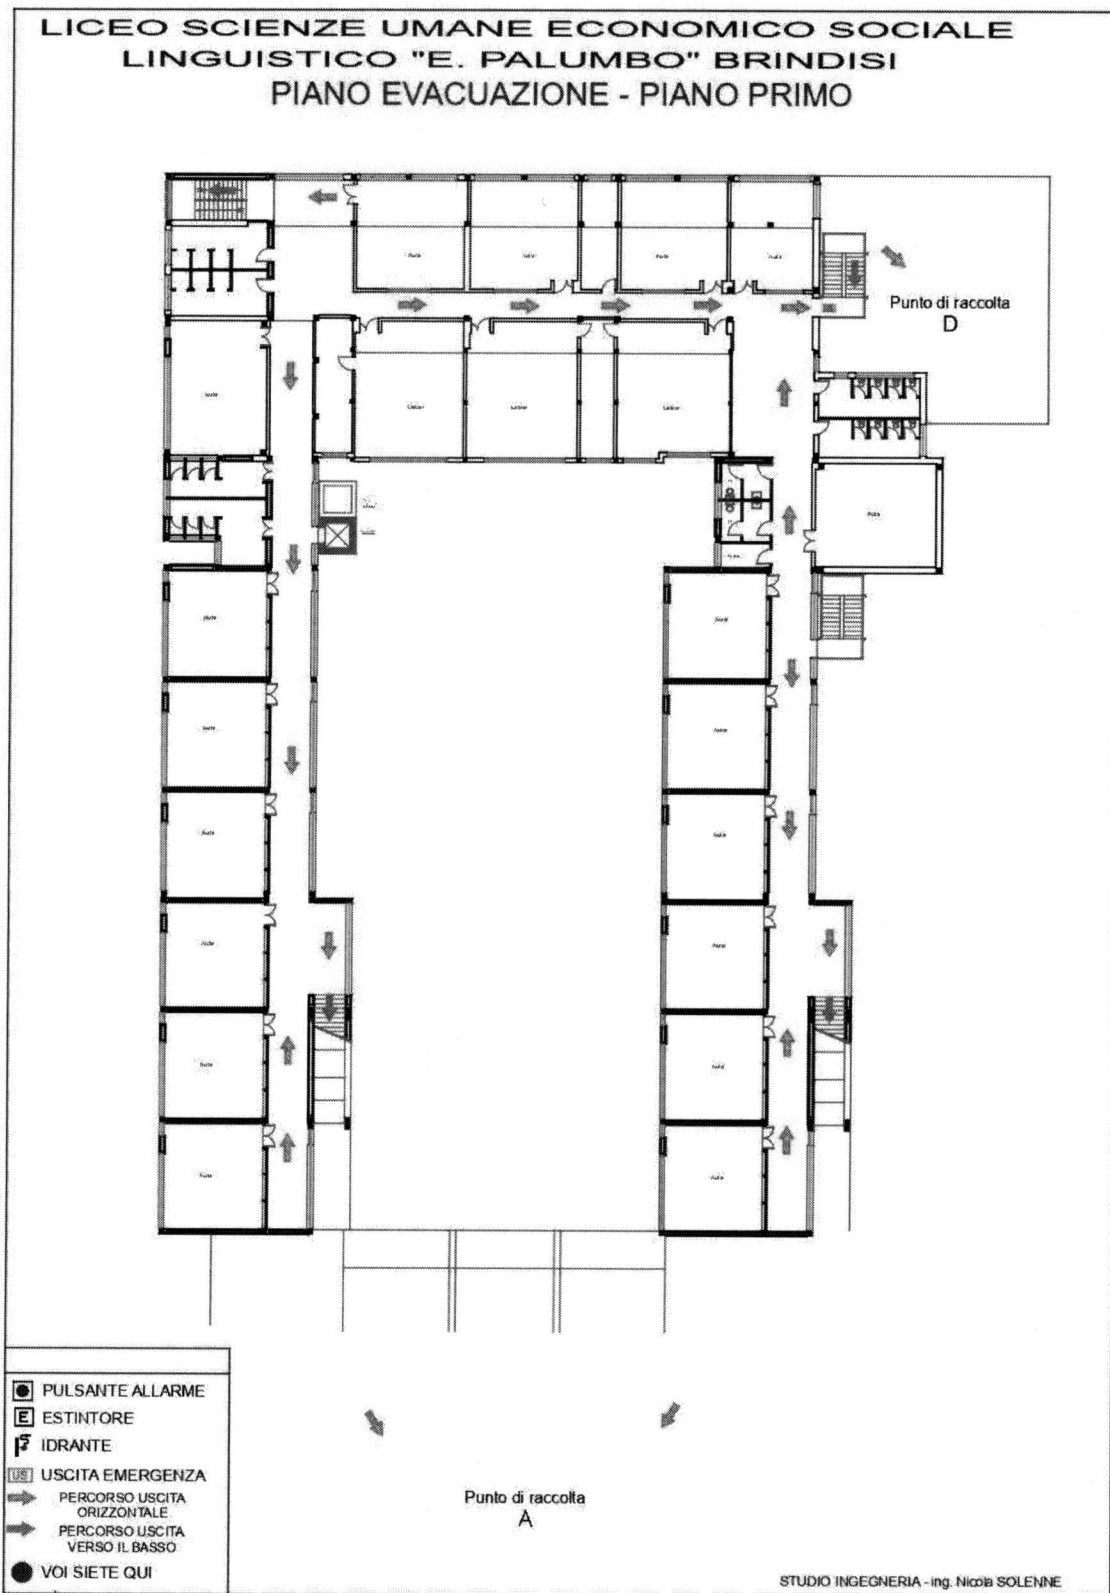 LICEO SCIENZE UMANE ECONOMICO SOCIALE
LINGUISTICO "E. PALUMBO" BRINDISI
PIANO EVACUAZIONE - PIANO PRIMO
Punto di raccolta
D
PULSANTE ALLARME
E ESTINTORE
IDRANTE
US USCITA EMERGENZA
PERCORSO USCITA
ORIZZONTALE
PERCORSO USCITA
VERSO IL BASSO
VOI SIETE QUI
Punto di raccolta
A
STUDIO INGEGNERIA - ing. Nicola SOLENNE